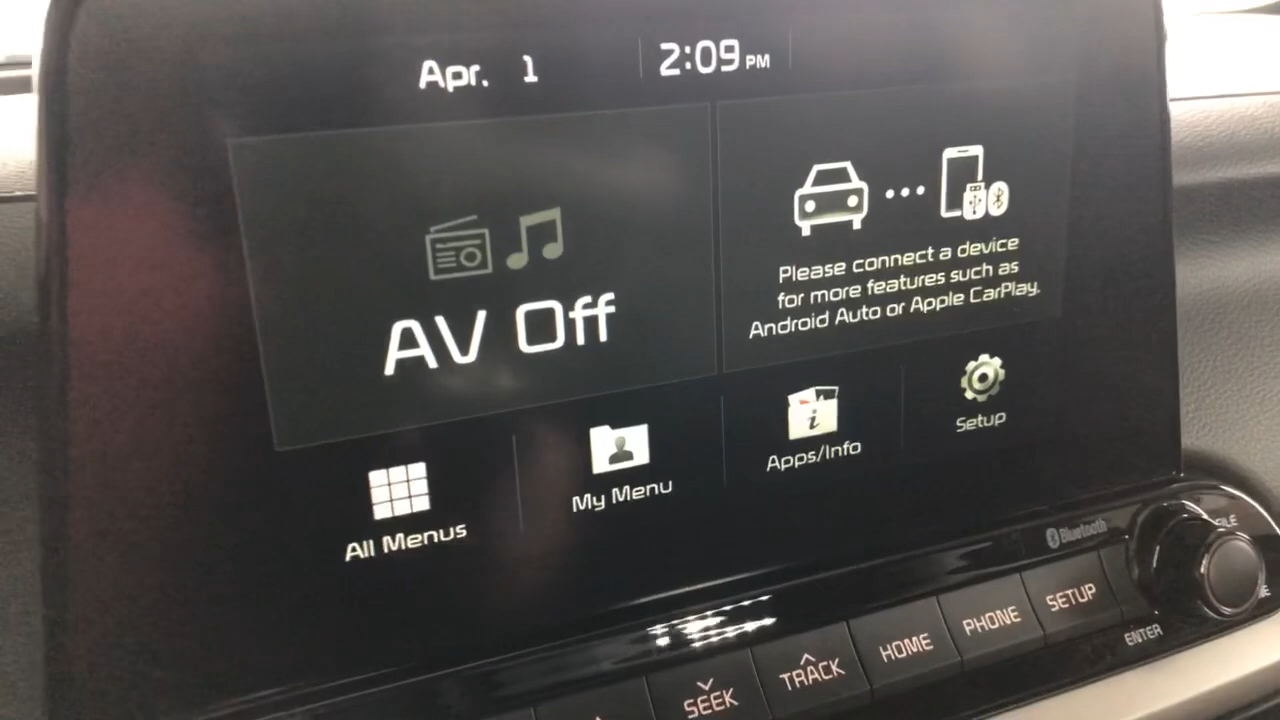 Apr. 1
2:09 PM
AV Off
Please connect a device
for more features such as
Android Auto or Apple CarPlay.
All Menus
My Menu
i
Apps/Info
Setup
Bluetooth
SEEK
TRACK
HOME
PHONE
SETUP
FILE
ENTER